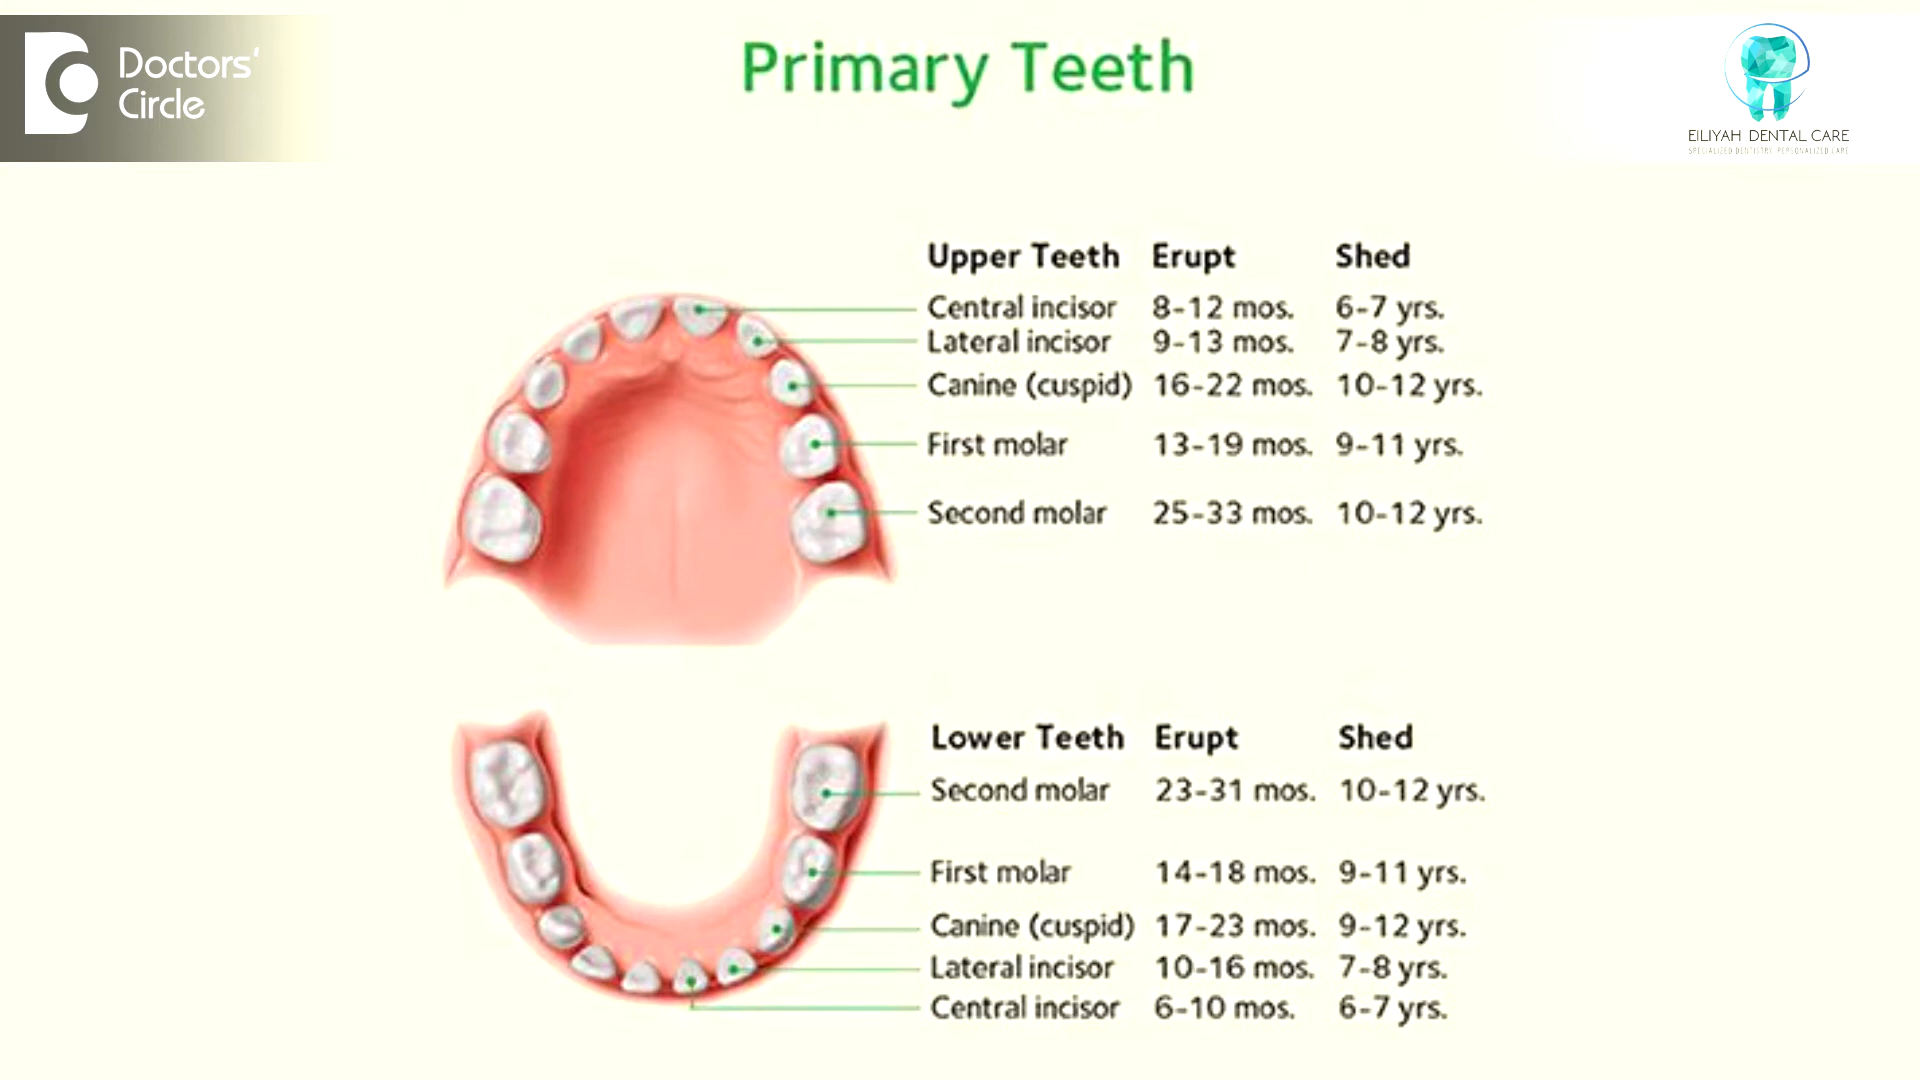 Doctors'
Circle
Primary Teeth
EILIYAH DENTAL CARE
SPECIALIZED DENTISTRY PERSONALIZED CARE
Upper Teeth Erupt Shed
Central incisor 8-12 mos. 6-7 yrs.
Lateral incisor 9-13 mos. 7-8 yrs.
Canine (cuspid) 16-22 mos. 10-12 yrs.
First molar 13-19 mos. 9-11 yrs.
Second molar 25-33 mos. 10-12 yrs.
Lower Teeth Erupt Shed
Second molar 23-31 mos. 10-12 yrs.
First molar 14-18 mos. 9-11 yrs.
Canine (cuspid) 17-23 mos. 9-12 yrs.
Lateral incisor 10-16 mos. 7-8 yrs.
Central incisor 6-10 mos. 6-7 yrs.